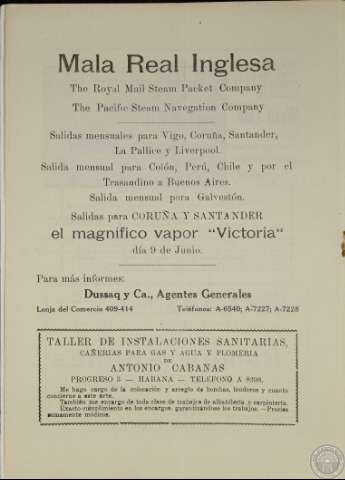 Mala Real Inglesa
The Royal Mail Steam Packet Company
The Pacific Steam Navegation Company
Salidas mensuales para Vigo, Coruña, Santander,
La Pallice y Liverpool.
Salida mensual para Colón, Perú, Chile y por el
Trasandino a Buenos Aires.
Salida mensual para Galvestón.
Salidas para CORUÑA Y SANTANDER
el magnífico vapor "Victoria"
día 9 de Junio.
Para más informes:
Dussaq y Ca., Agentes Generales
Lonja del Comercio 409-414 Teléfonos: A-6540; A-7227; A-7228
TALLER DE INSTALACIONES SANITARIAS,
CAÑERIAS PARA GAS Y AGUA Y PLOMERIA
DE
ANTONIO CABANAS
PROGRESO 3 — HABANA — TELEFONO A 8398.
Me hago cargo de la colocación y arreglo de bombas, inodoros y cuanto
concierne a este arte.
También me encargo de toda clase de trabajos de albañilería y carpintería.
Exacto cumplimiento en los encargos, garantizándose los trabajos.—Precios
sumamente módicos.